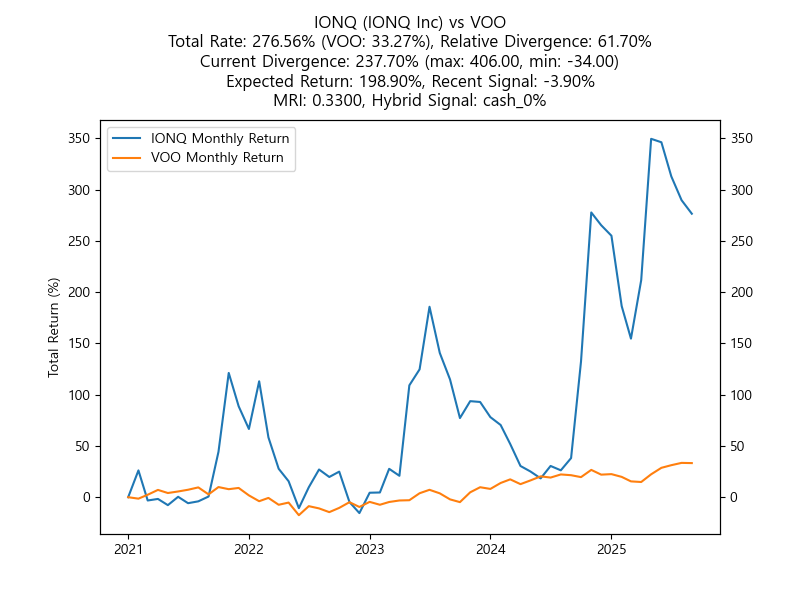 IONQ (IONQ Inc) vs VOO
Total Rate: 276.56% (VOO: 33.27%), Relative Divergence: 61.70%
Current Divergence: 237.70% (max: 406.00, min: -34.00)
Expected Return: 198.90%, Recent Signal: -3.90%
MRI: 0.3300, Hybrid Signal: cash_0%
IONQ Monthly Return
VOO Monthly Return
Total Return (%)
350
300
250
200
150
100
50
0
350
300
250
200
150
100
50
0
2021
2022
2023
2024
2025